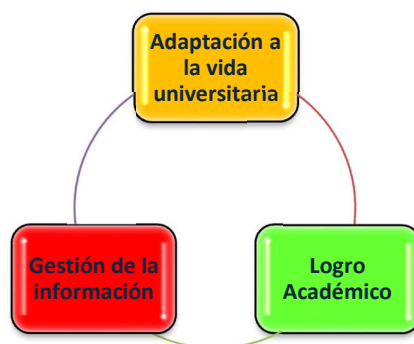 Adaptación a
la vida
universitaria
Gestión de la
información
Logro
Académico